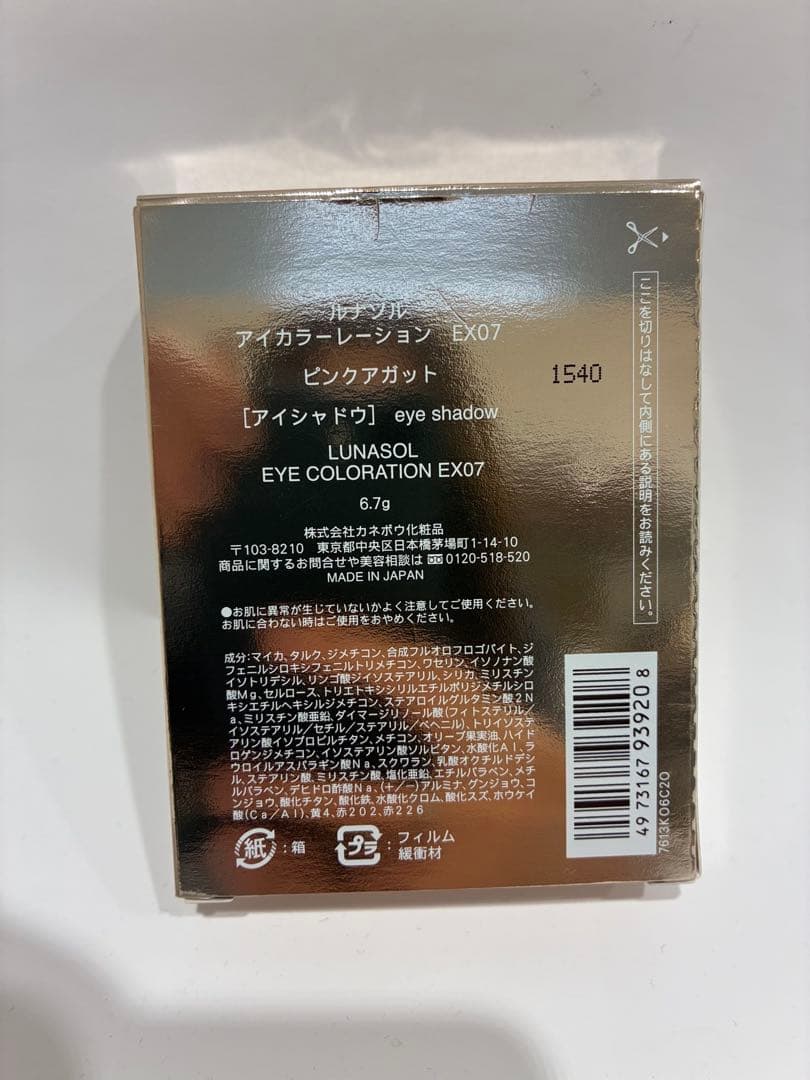 ルナソル
アイカラーレーション EX07
ピンクアガット
1540
[アイシャドウ] eye shadow
LUNASOL
EYE COLORATION EX07
6.7g
株式会社カネボウ化粧品
〒103-8210 東京都中央区日本橋茅場町1-14-10
商品に関するお問合せや美容相談は 0120-518-520
MADE IN JAPAN
●お肌に異常が生じていないかよく注意してご使用ください。
お肌に合わない時はご使用をおやめください。
成分:マイカ、タルク、ジメチコン、合成フルオロフロゴパイト、ジ
フェニルシロキシフェニルトリメチコン、ワセリン、イソノナン酸
イソトリデシル、リンゴ酸ジイソステアリル、シリカ、ミリスチン
酸Mg、セルロース、トリエトキシシリルエチルポリジメチルシロ
キシエチルヘキシルジメチコン、ステアロイルグルタミン酸2N
a、ミリスチン酸亜鉛、ダイマージリノール酸(フィトステリル/
イソステアリル/セチル/ステアリル/ベヘニル)、トリイソステ
アリン酸イソプロピルチタン、メチコン、オリーブ果実油、ハイド
ロゲンジメチコン、イソステアリン酸ソルビタン、水酸化Al、ラ
ウロイルアスパラギン酸Na、スクワラン、乳酸オクチルドデシ
ル、ステアリン酸、ミリスチン酸、塩化亜鉛、エチルパラベン、メチ
ルパラベン、デヒドロ酢酸Na、(+/−)アルミナ、グンジョウ、コ
ンジョウ、酸化チタン、酸化鉄、水酸化クロム、酸化スズ、ホウケイ
酸(Ca/Al)、黄4、赤202、赤226
紙 :箱
プラ :フィルム
緩衝材
ここを切りはなして内側にある説明をお読みください。
4 973167 939208
7613K06C20